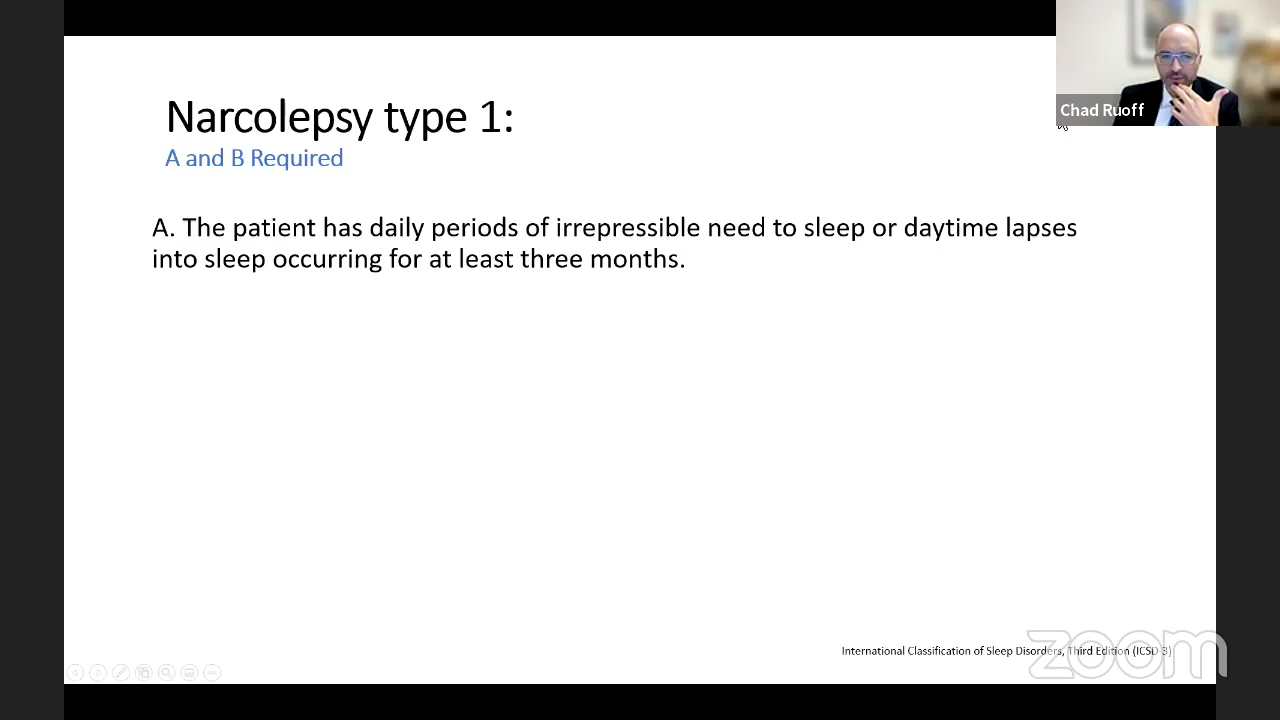 Chad Ruoff
Narcolepsy type 1:
A and B Required
A. The patient has daily periods of irrepressible need to sleep or daytime lapses
into sleep occurring for at least three months.
International Classification of Sleep Disorders, Third Edition (ICSD-3)
zoom